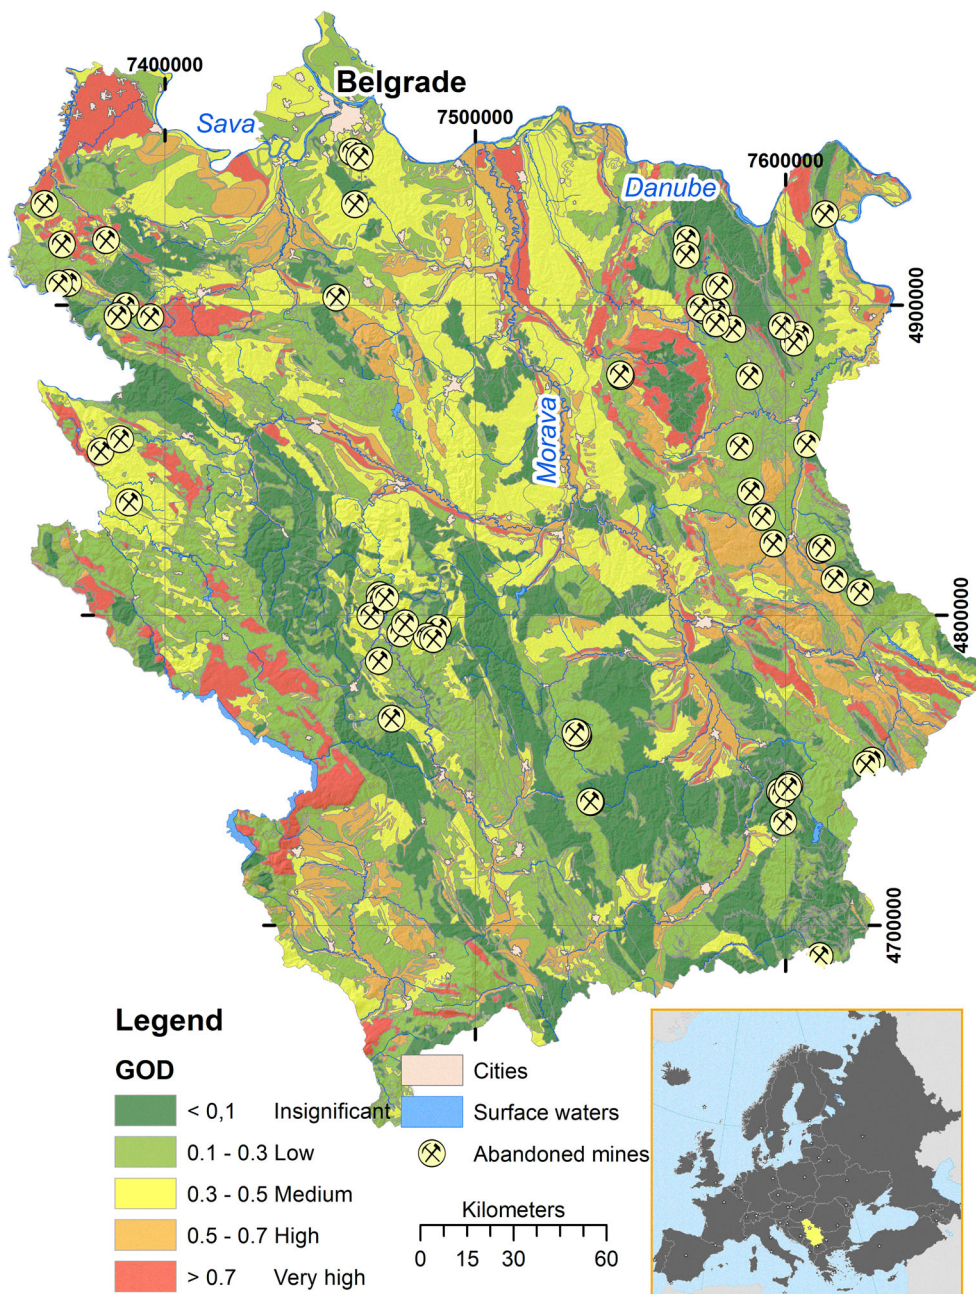 7400000
Belgrade
Sava
7500000
7600000
Danube
4900000
Morava
4800000
4700000
Legend
GOD
< 0,1 Insignificant
0.1 - 0.3 Low
0.3 - 0.5 Medium
0.5 - 0.7 High
> 0.7 Very high
Cities
Surface waters
Abandoned mines
Kilometers
0 15 30 60